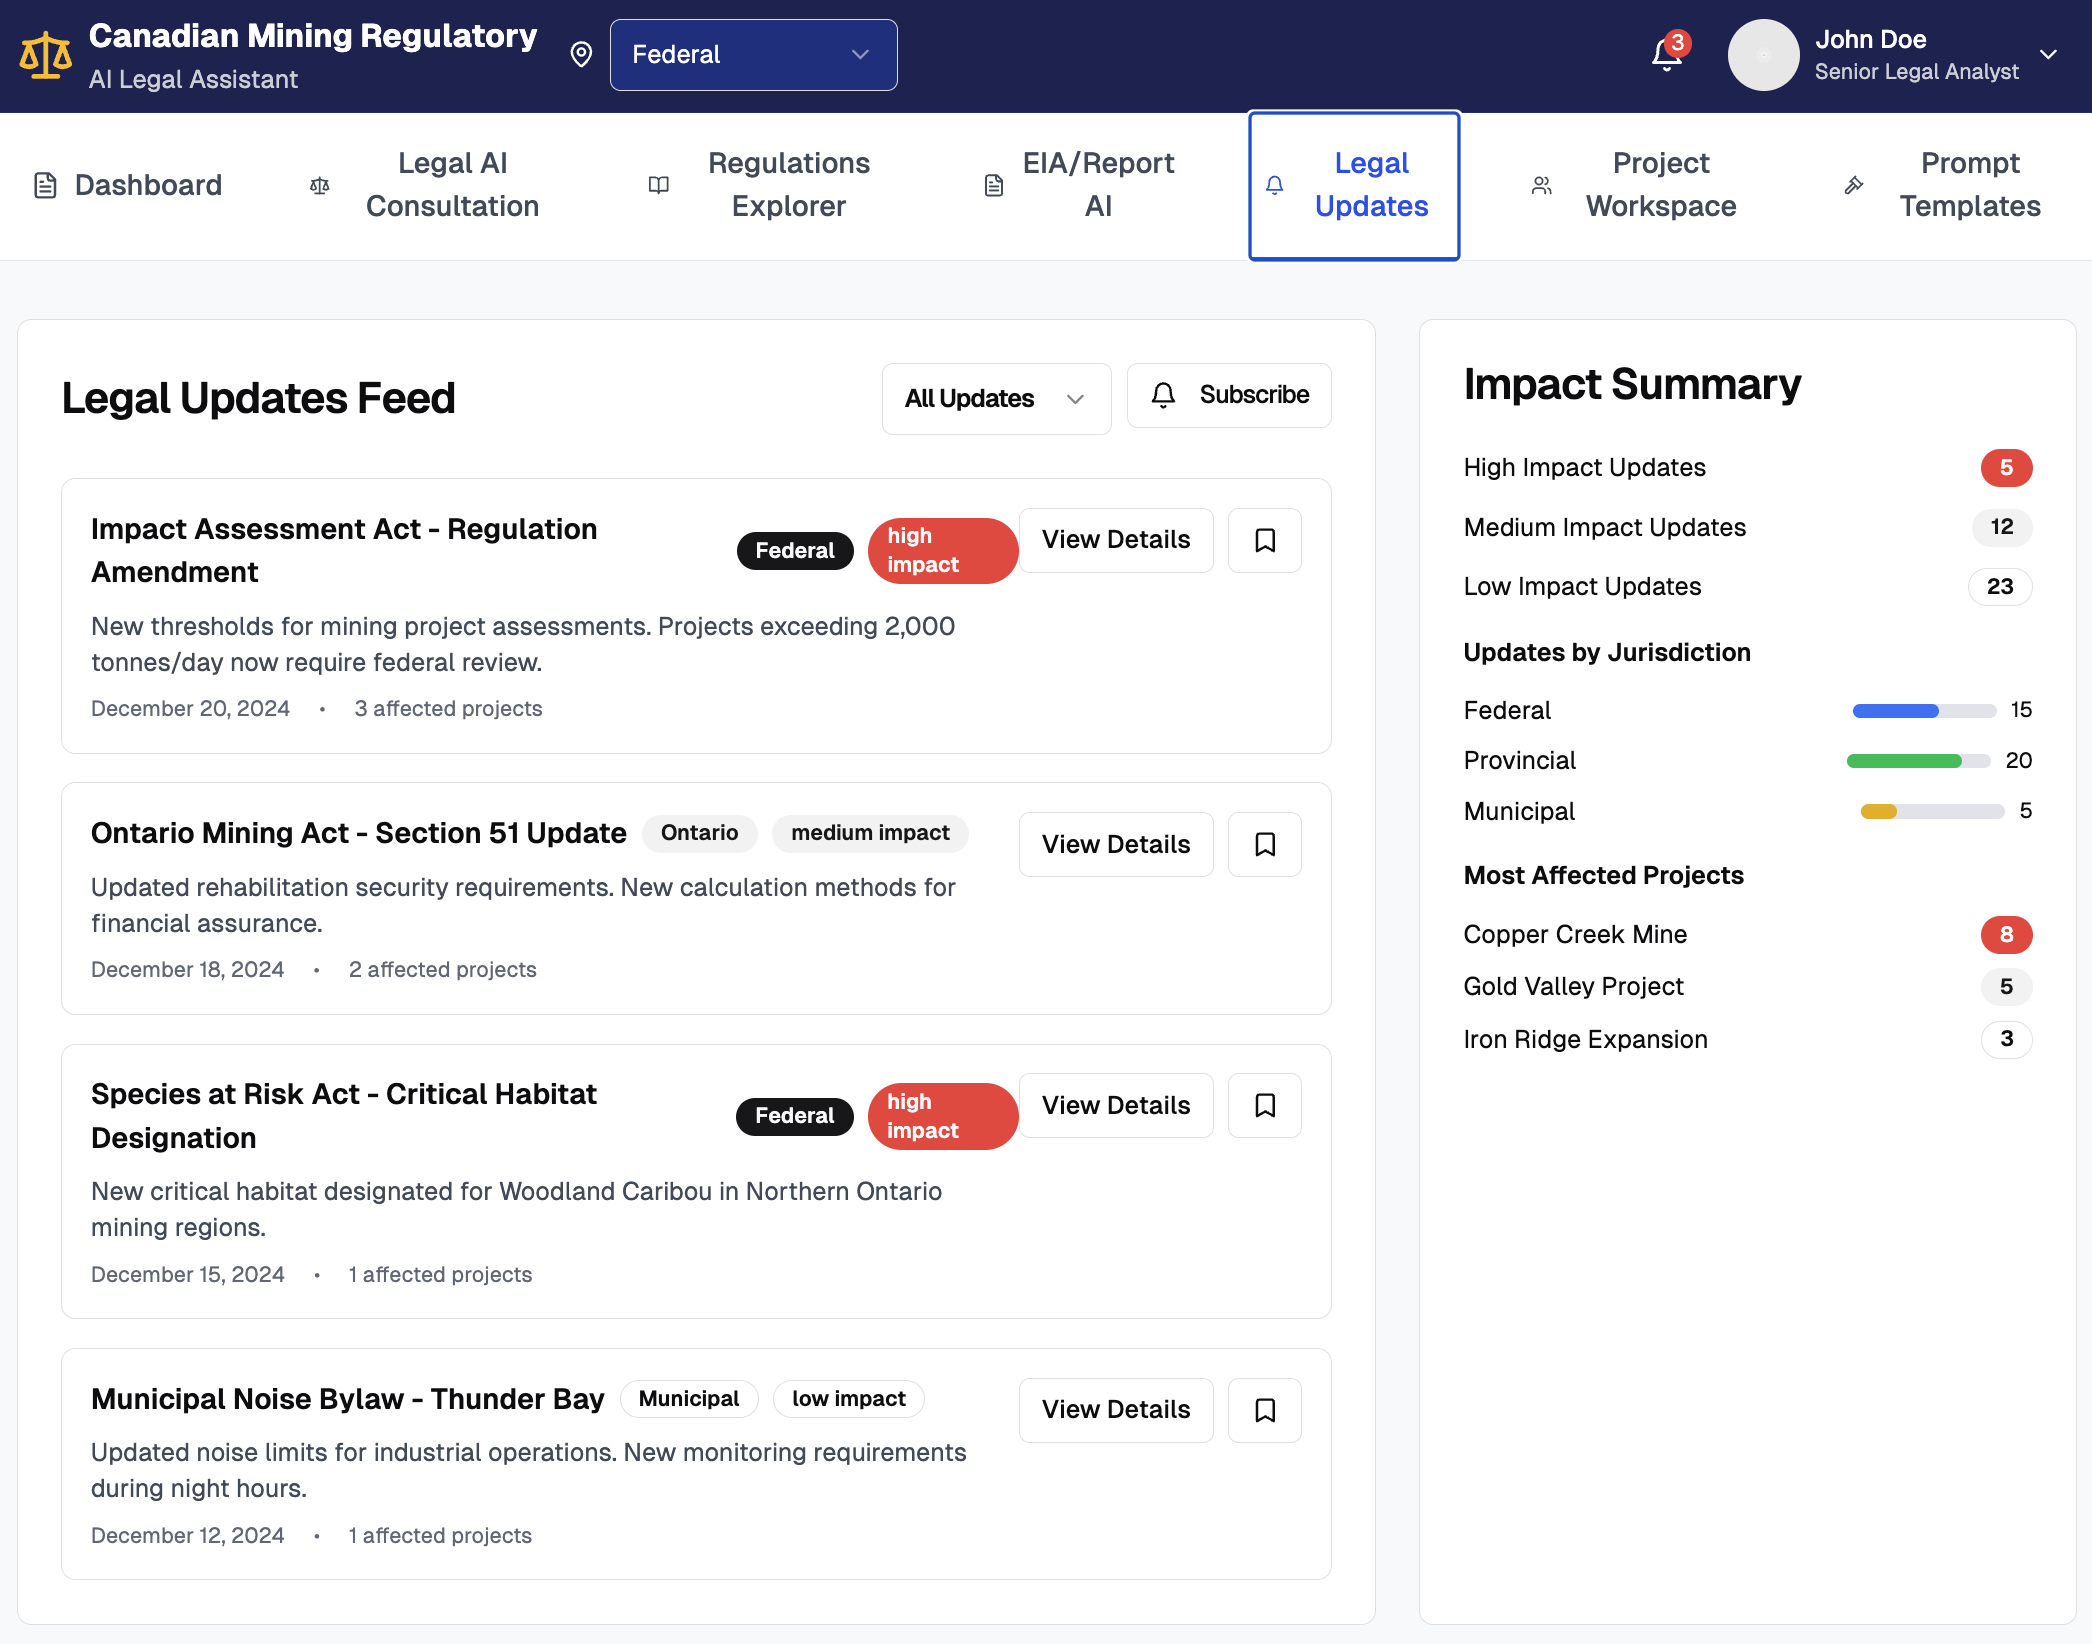 Canadian Mining Regulatory
AI Legal Assistant
Federal
3
John Doe
Senior Legal Analyst
Dashboard
Legal AI
Consultation
Regulations
Explorer
EIA/Report
AI
Legal
Updates
Project
Workspace
Prompt
Templates
Legal Updates Feed
All Updates
Subscribe
Impact Assessment Act - Regulation
Amendment
Federal
high
impact
View Details
New thresholds for mining project assessments. Projects exceeding 2,000
tonnes/day now require federal review.
December 20, 2024 • 3 affected projects
Ontario Mining Act - Section 51 Update
Ontario
medium impact
View Details
Updated rehabilitation security requirements. New calculation methods for
financial assurance.
December 18, 2024 • 2 affected projects
Species at Risk Act - Critical Habitat
Designation
Federal
high
impact
View Details
New critical habitat designated for Woodland Caribou in Northern Ontario
mining regions.
December 15, 2024 • 1 affected projects
Municipal Noise Bylaw - Thunder Bay
Municipal
low impact
View Details
Updated noise limits for industrial operations. New monitoring requirements
during night hours.
December 12, 2024 • 1 affected projects
Impact Summary
High Impact Updates 5
Medium Impact Updates 12
Low Impact Updates 23
Updates by Jurisdiction
Federal 15
Provincial 20
Municipal 5
Most Affected Projects
Copper Creek Mine 8
Gold Valley Project 5
Iron Ridge Expansion 3